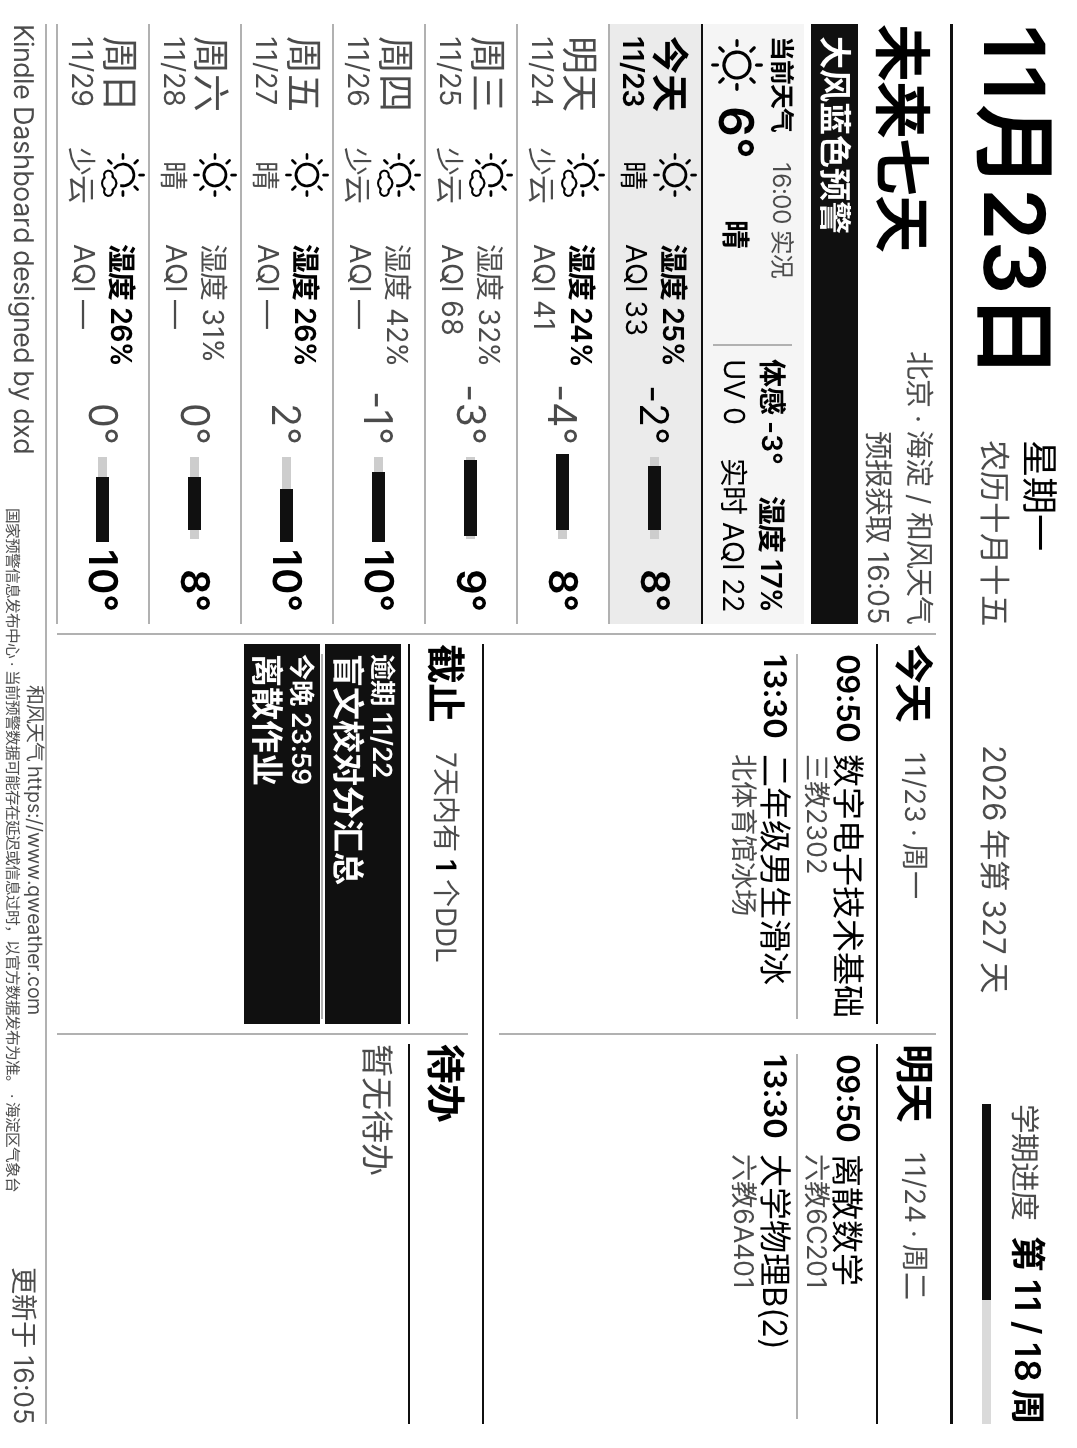 11月23日
星期一
农历十月十五
2026 年第 327 天
学期进度 第 11 / 18 周
未来七天
北京 · 海淀 / 和风天气
预报获取 16:05
大风蓝色预警
当前天气 16:00 实况
6° 晴
体感 -3° 湿度 17%
UV 0 实时 AQI 22
今天 11/23 晴 湿度 25% AQI 33 -2° 8°
明天 11/24 少云 湿度 24% AQI 41 -4° 8°
周三 11/25 少云 湿度 32% AQI 68 -3° 9°
周四 11/26 少云 湿度 42% AQI — -1° 10°
周五 11/27 晴 湿度 26% AQI — 2° 10°
周六 11/28 晴 湿度 31% AQI — 0° 8°
周日 11/29 少云 湿度 26% AQI — 0° 10°
今天 11/23 · 周一
09:50 数字电子技术基础
三教2302
13:30 二年级男生滑冰
北体育馆冰场
明天 11/24 · 周二
09:50 离散数学
六教6C201
13:30 大学物理B(2)
六教6A401
截止 7天内有 1 个DDL
逾期 11/22
盲文校对分汇总
今晚 23:59
离散作业
待办
暂无待办
Kindle Dashboard designed by dxd
和风天气 https://www.qweather.com
国家预警信息发布中心 · 当前预警数据可能存在延迟或信息过时，以官方数据发布为准。 · 海淀区气象台
更新于 16:05